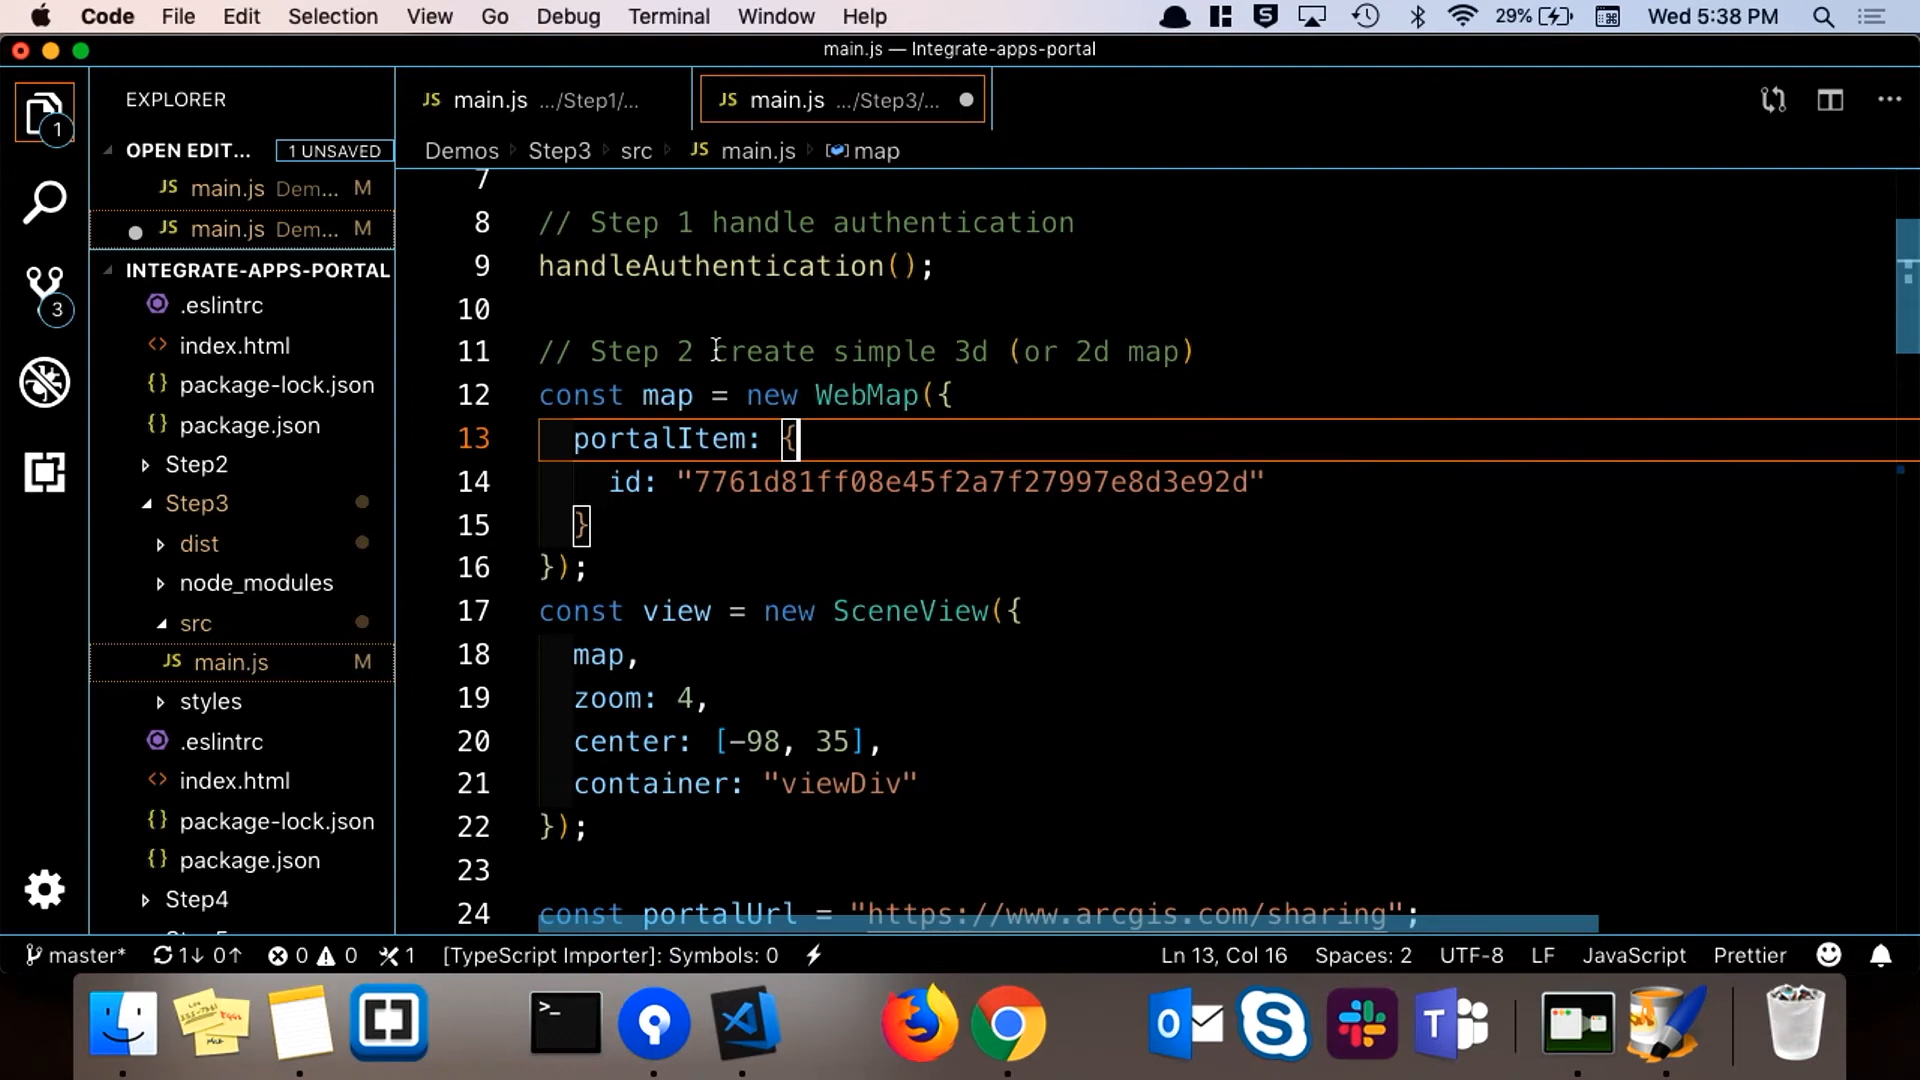 Code File Edit Selection View Go Debug Terminal Window Help 29% Wed 5:38 PM
main.js — Integrate-apps-portal
EXPLORER
JS main.js .../Step1/...
JS main.js .../Step3/...
OPEN EDIT... 1 UNSAVED
Demos Step3 src JS main.js map
JS main.js Dem... M
JS main.js Dem... M
1
3
INTEGRATE-APPS-PORTAL
.eslintrc
<> index.html
{} package-lock.json
{} package.json
Step2
Step3
dist
node_modules
src
JS main.js M
styles
.eslintrc
<> index.html
{} package-lock.json
{} package.json
Step4
7
8 // Step 1 handle authentication
9 handleAuthentication();
10
11 // Step 2 create simple 3d (or 2d map)
12 const map = new WebMap({
13 portalItem: {
14 id: "7761d81ff08e45f2a7f27997e8d3e92d"
15 }
16 });
17 const view = new SceneView({
18 map,
19 zoom: 4,
20 center: [-98, 35],
21 container: "viewDiv"
22 });
23
24 const portalUrl = "https://www.arcgis.com/sharing";
master* 1↓ 0↑ 0 0 1 [TypeScript Importer]: Symbols: 0 Ln 13, Col 16 Spaces: 2 UTF-8 LF JavaScript Prettier